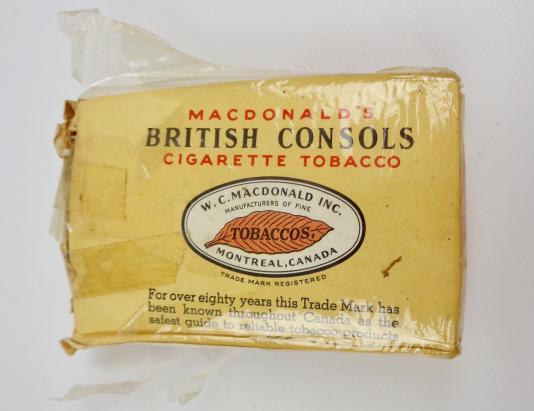 MACDONALD'S
BRITISH CONSOLS
CIGARETTE TOBACCO
W.C. MACDONALD INC.
MANUFACTURERS OF FINE
TOBACCOS,
MONTREAL, CANADA
TRADE MARK REGISTERED
For over eighty years this Trade Mark has
been known throughout Canada as the
safest guide to reliable tobacco products